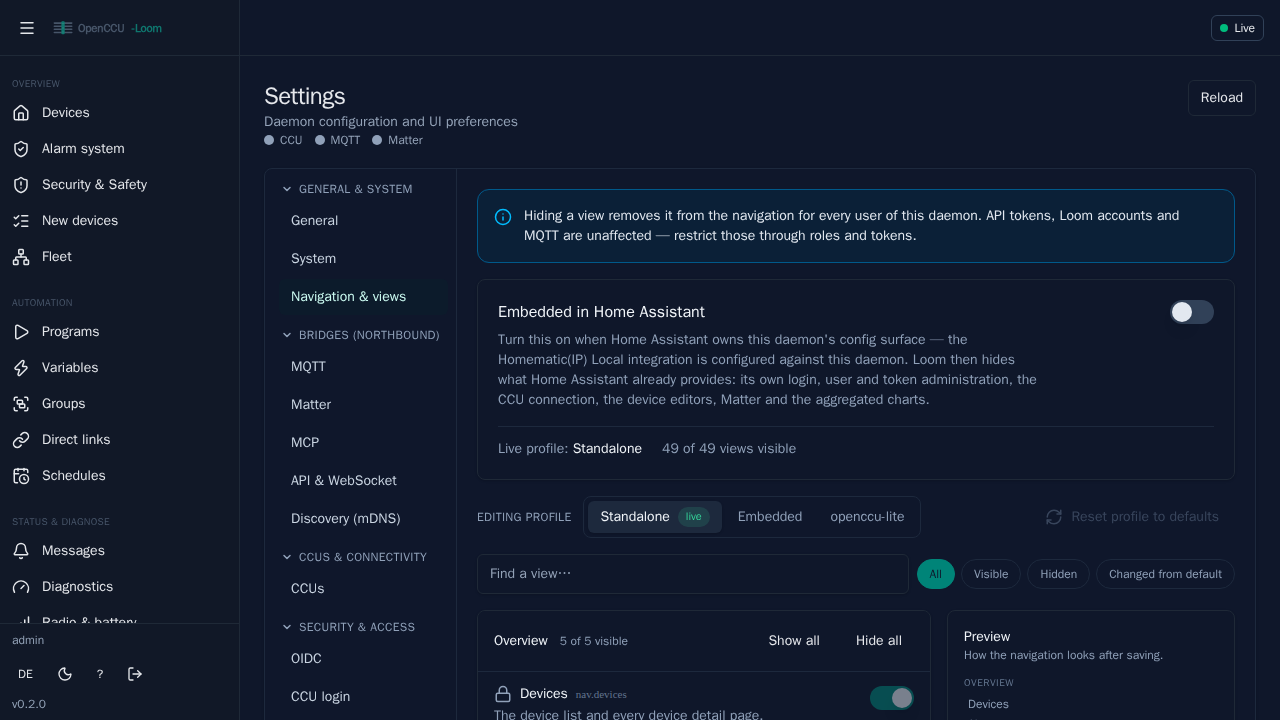 OpenCCU -Loom
Live
OVERVIEW
Devices
Alarm system
Security & Safety
New devices
Fleet
AUTOMATION
Programs
Variables
Groups
Direct links
Schedules
STATUS & DIAGNOSE
Messages
Diagnostics
Radio & battery
admin
DE
?
v0.2.0
Settings
Daemon configuration and UI preferences
CCU MQTT Matter
Reload
GENERAL & SYSTEM
General
System
Navigation & views
BRIDGES (NORTHBOUND)
MQTT
Matter
MCP
API & WebSocket
Discovery (mDNS)
CCUS & CONNECTIVITY
CCUs
SECURITY & ACCESS
OIDC
CCU login
Hiding a view removes it from the navigation for every user of this daemon. API tokens, Loom accounts and
MQTT are unaffected — restrict those through roles and tokens.
Embedded in Home Assistant
Turn this on when Home Assistant owns this daemon's config surface — the
Homematic(IP) Local integration is configured against this daemon. Loom then hides
what Home Assistant already provides: its own login, user and token administration, the
CCU connection, the device editors, Matter and the aggregated charts.
Live profile: Standalone 49 of 49 views visible
EDITING PROFILE Standalone live Embedded openccu-lite Reset profile to defaults
Find a view… All Visible Hidden Changed from default
Overview 5 of 5 visible Show all Hide all
Devices nav.devices
The device list and every device detail page.
Preview
How the navigation looks after saving.
OVERVIEW
Devices